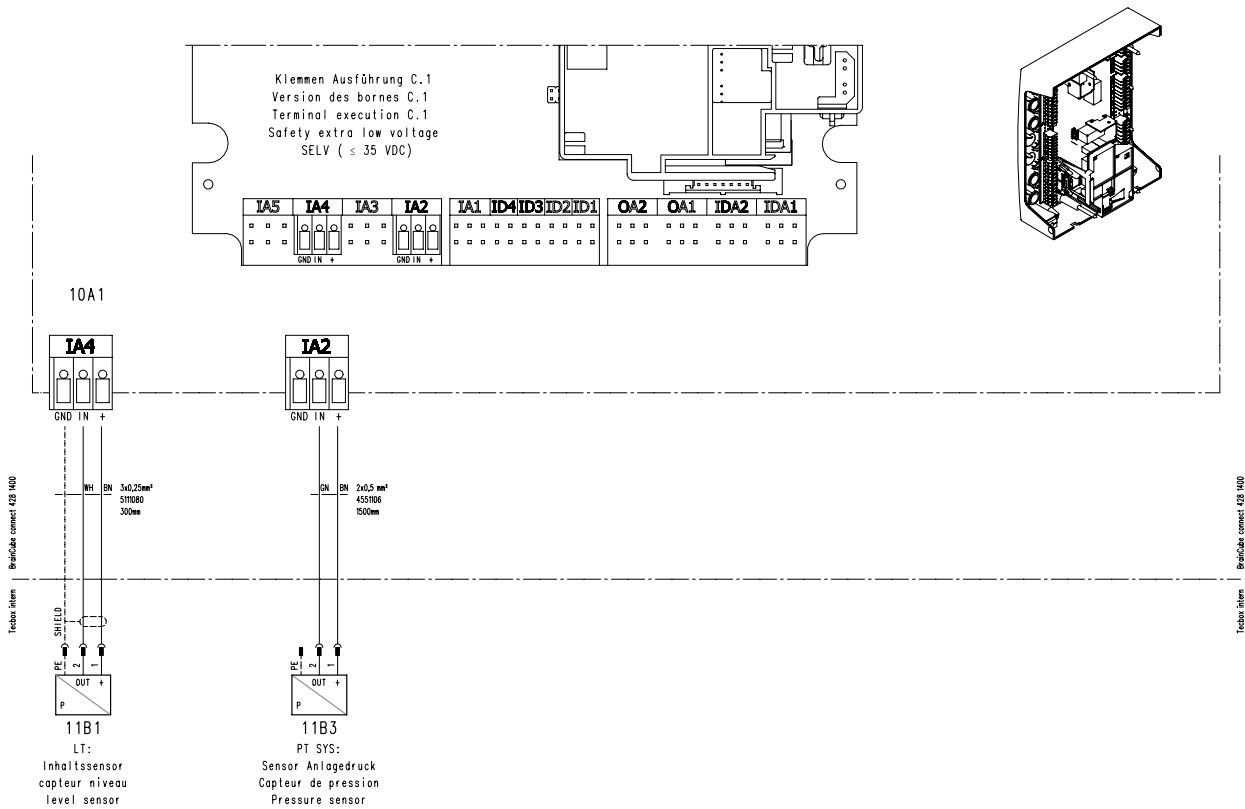 Klemmen Ausführung C.1
Version des bornes C.1
Terminal execution C.1
Safety extra low voltage
SELV ( ≤ 35 VDC)
IA5 IA4 IA3 IA2 IA1 ID4 ID3 ID2 ID1 OA2 OA1 IDA2 IDA1
GND IN + GND IN +
10A1
IA4 IA2
GND IN + GND IN +
WH BN 3x0,25mm²
5111080
300mm
GN BN 2x0,5 mm²
4551106
1500mm
BrainCube connect 428 1400
Tecbox intern
BrainCube connect 428 1400
Tecbox intern
SHIELD
PE 2 1
OUT +
P
11B1
LT:
Inhaltssensor
capteur niveau
level sensor
PE 2 1
OUT +
P
11B3
PT SYS:
Sensor Anlagedruck
Capteur de pression
Pressure sensor